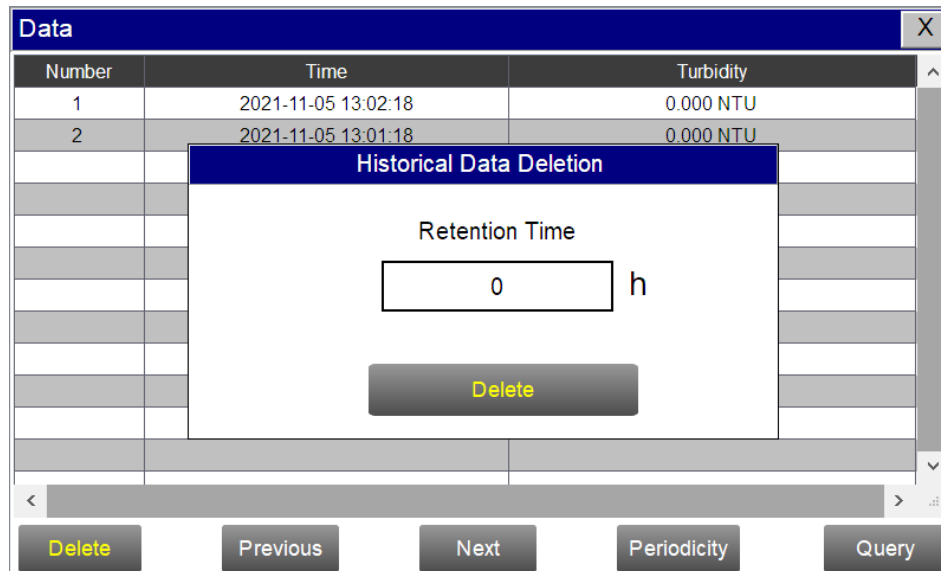 Data X
Number Time Turbidity
1 2021-11-05 13:02:18 0.000 NTU
2 2021-11-05 13:01:18 0.000 NTU
Historical Data Deletion
Retention Time
0 h
Delete
Delete Previous Next Periodicity Query